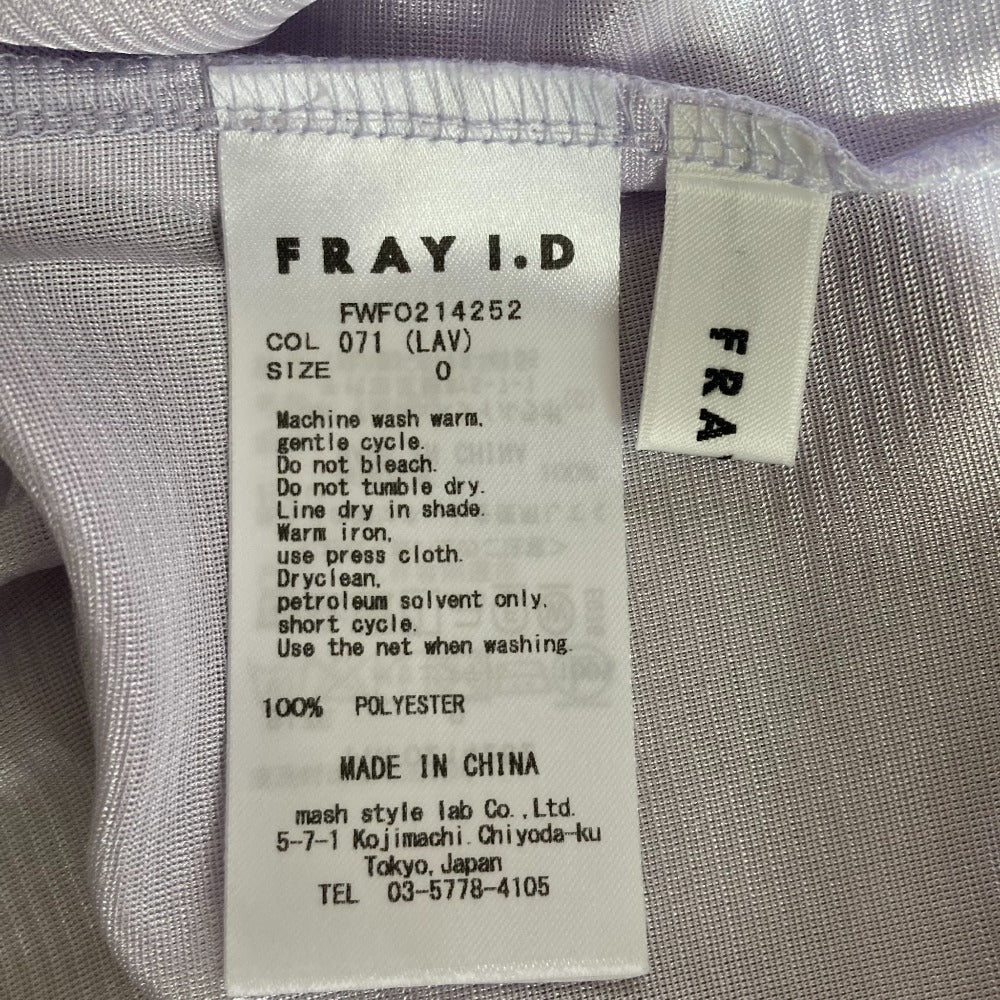 FRAY I.D
FWFO214252
COL 071 (LAV)
SIZE 0
Machine wash warm,
gentle cycle.
Do not bleach.
Do not tumble dry.
Line dry in shade.
Warm iron,
use press cloth.
Dryclean,
petroleum solvent only,
short cycle.
Use the net when washing.
100% POLYESTER
MADE IN CHINA
mash style lab Co.,Ltd.
5-7-1 Kojimachi.Chiyoda-ku
Tokyo, Japan
TEL 03-5778-4105
FRA